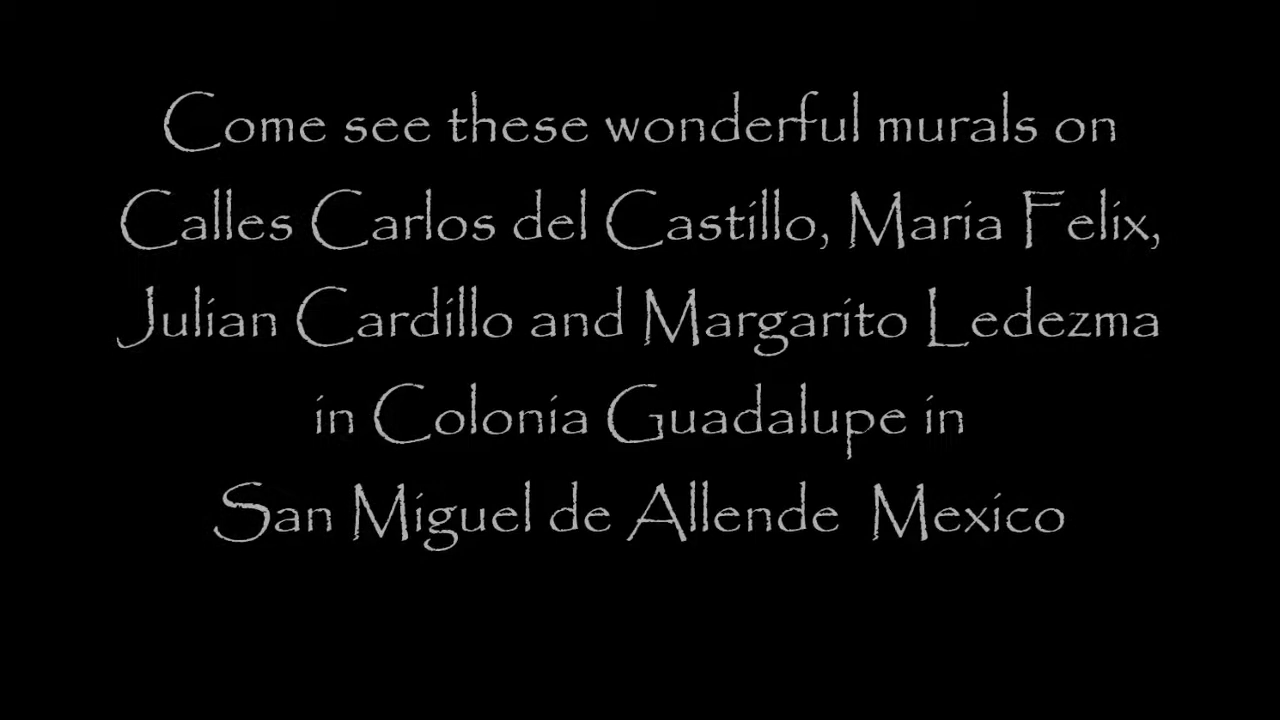 Come see these wonderful murals on
Calles Carlos del Castillo, Maria Felix,
Julian Cardillo and Margarito Ledezma
in Colonia Guadalupe in
San Miguel de Allende  Mexico